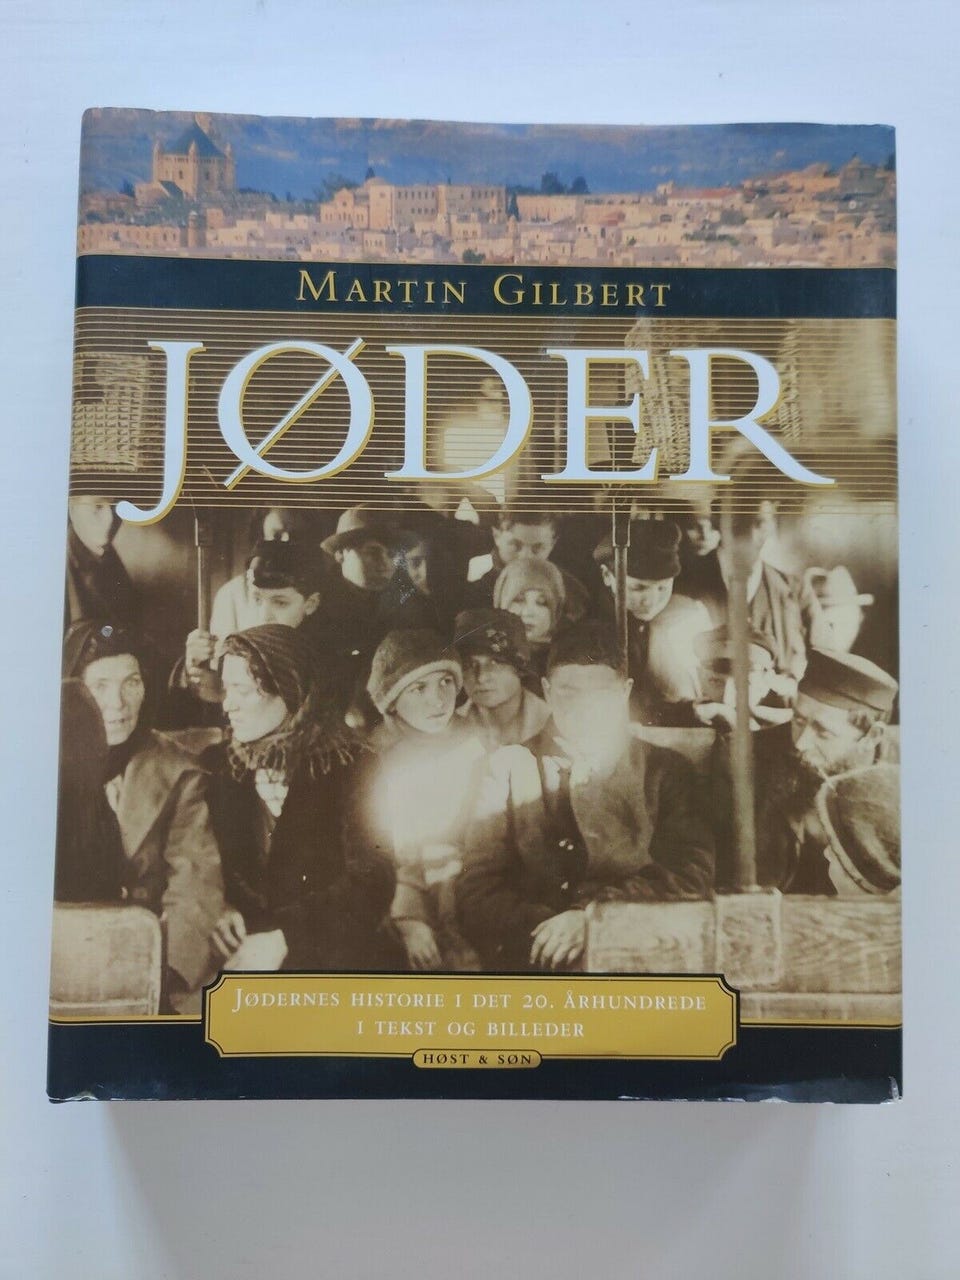 MARTIN GILBERT
JØDER
JØDERNES HISTORIE I DET 20. ÅRHUNDREDE
I TEKST OG BILLEDER
HØST & SØN